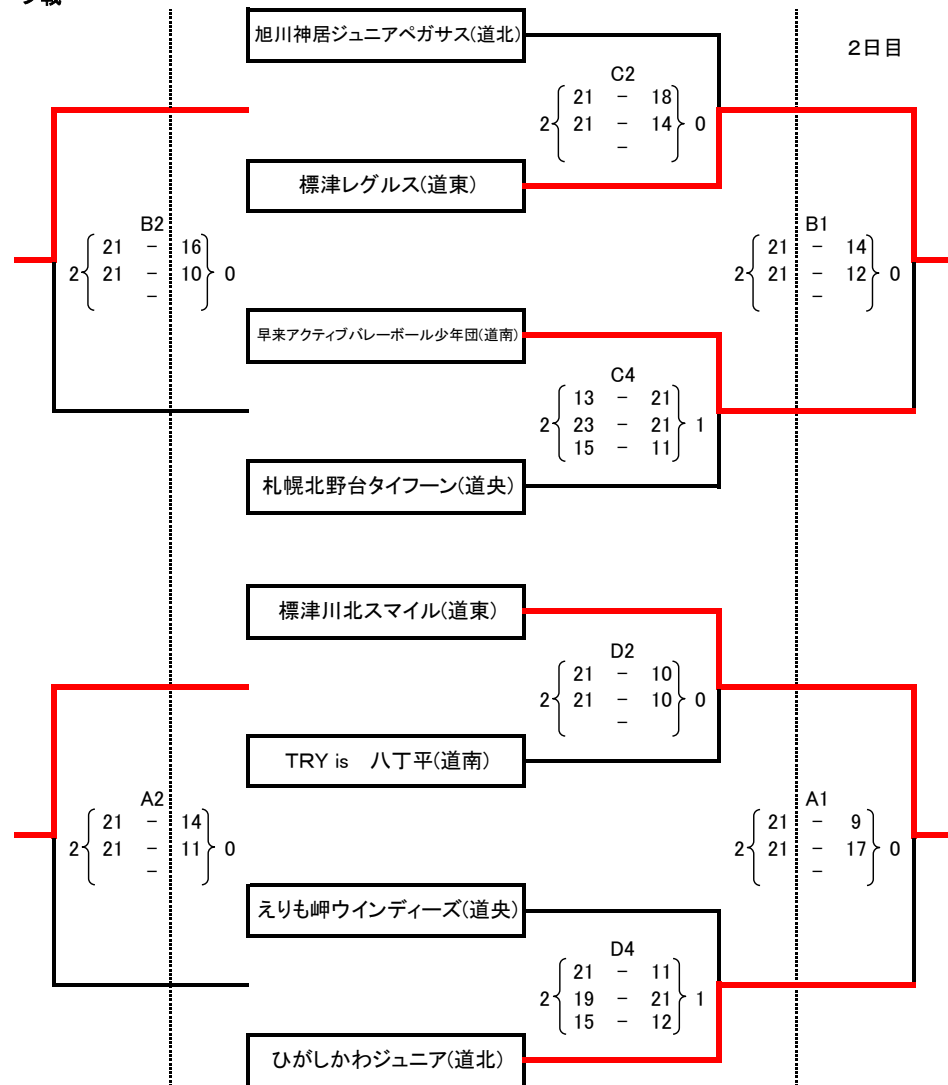 旭川神居ジュニアペガサス(道北)
2日目
C2
21 － 18
2 21 － 14 0
－
標津レグルス(道東)
B2
21 － 16
2 21 － 10 0
－
B1
21 － 14
2 21 － 12 0
－
早来アクティブバレーボール少年団(道南)
C4
13 － 21
2 23 － 21 1
15 － 11
札幌北野台タイフーン(道央)
標津川北スマイル(道東)
D2
21 － 10
2 21 － 10 0
－
TRY is　八丁平(道南)
A2
21 － 14
2 21 － 11 0
－
A1
21 － 9
2 21 － 17 0
－
えりも岬ウインディーズ(道央)
D4
21 － 11
2 19 － 21 1
15 － 12
ひがしかわジュニア(道北)